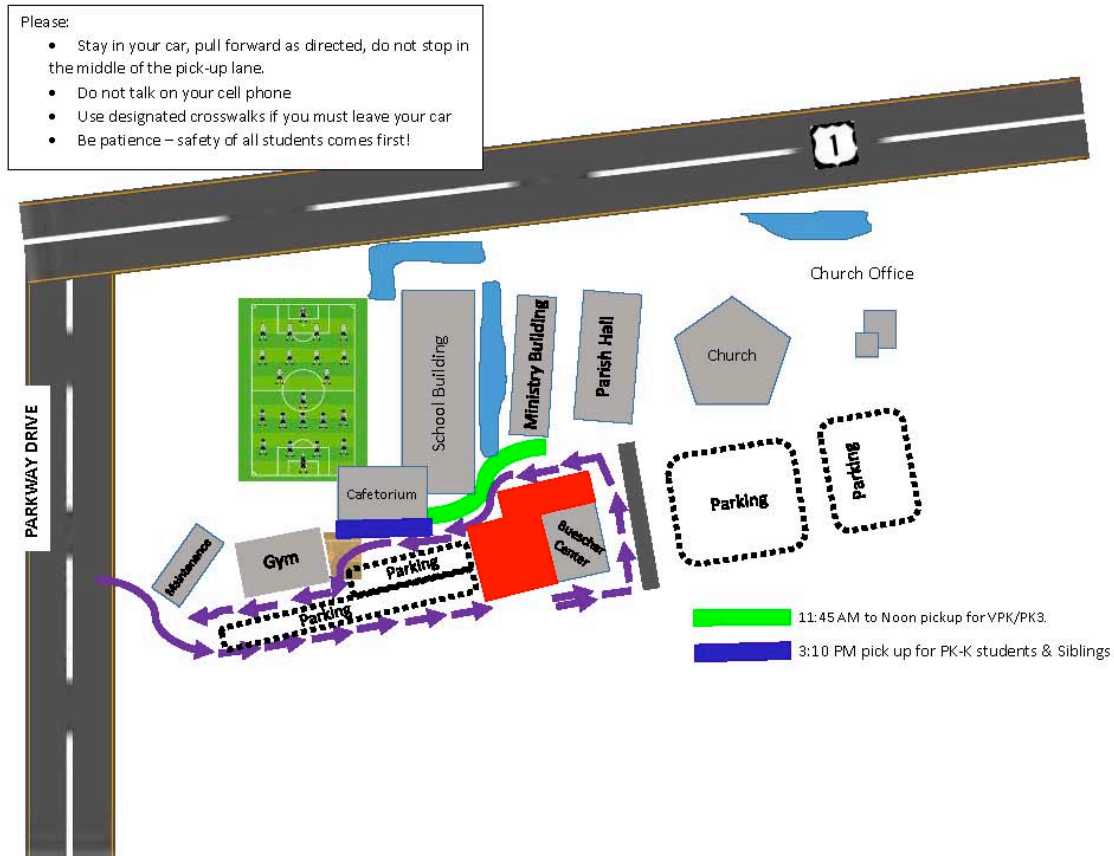 Please:
• Stay in your car, pull forward as directed, do not stop in
the middle of the pick-up lane.
• Do not talk on your cell phone
• Use designated crosswalks if you must leave your car
• Be patience – safety of all students comes first!
1
Church Office
PARKWAY DRIVE
School Building
Ministry Building
Parish Hall
Church
Cafetorium
Parking
Parking
Maintenance
Gym
Parking
Buescher
Center
Parking
11:45 AM to Noon pickup for VPK/PK3.
3:10 PM pick up for PK-K students & Siblings